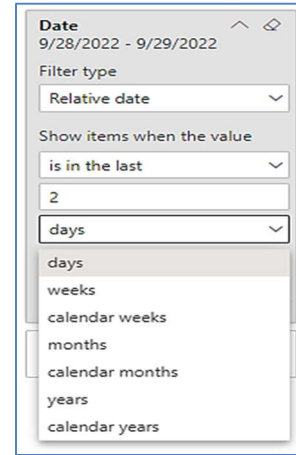 Date
9/28/2022 - 9/29/2022
Filter type
Relative date
Show items when the value
is in the last
2
days
days
weeks
calendar weeks
months
calendar months
years
calendar years